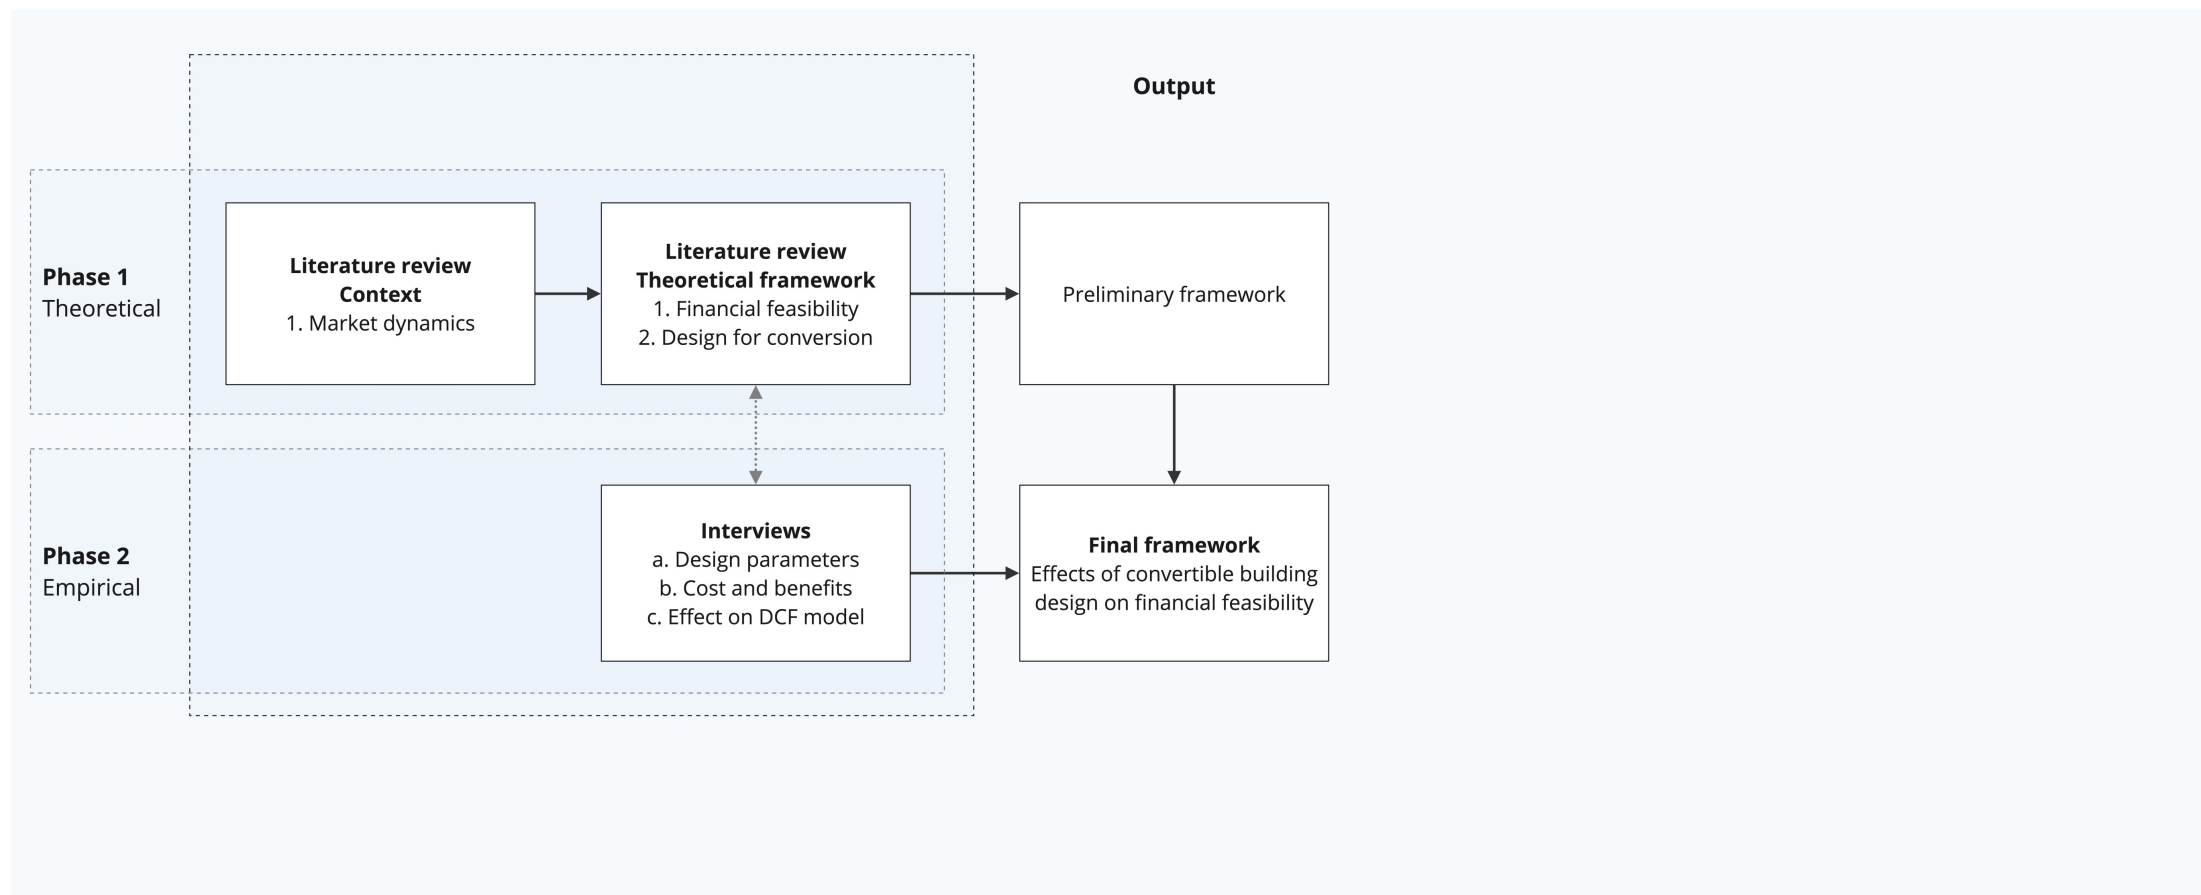 Output
Phase 1
Theoretical
Literature review
Context
1. Market dynamics
Literature review
Theoretical framework
1. Financial feasibility
2. Design for conversion
Preliminary framework
Phase 2
Empirical
Interviews
a. Design parameters
b. Cost and benefits
c. Effect on DCF model
Final framework
Effects of convertible building
design on financial feasibility